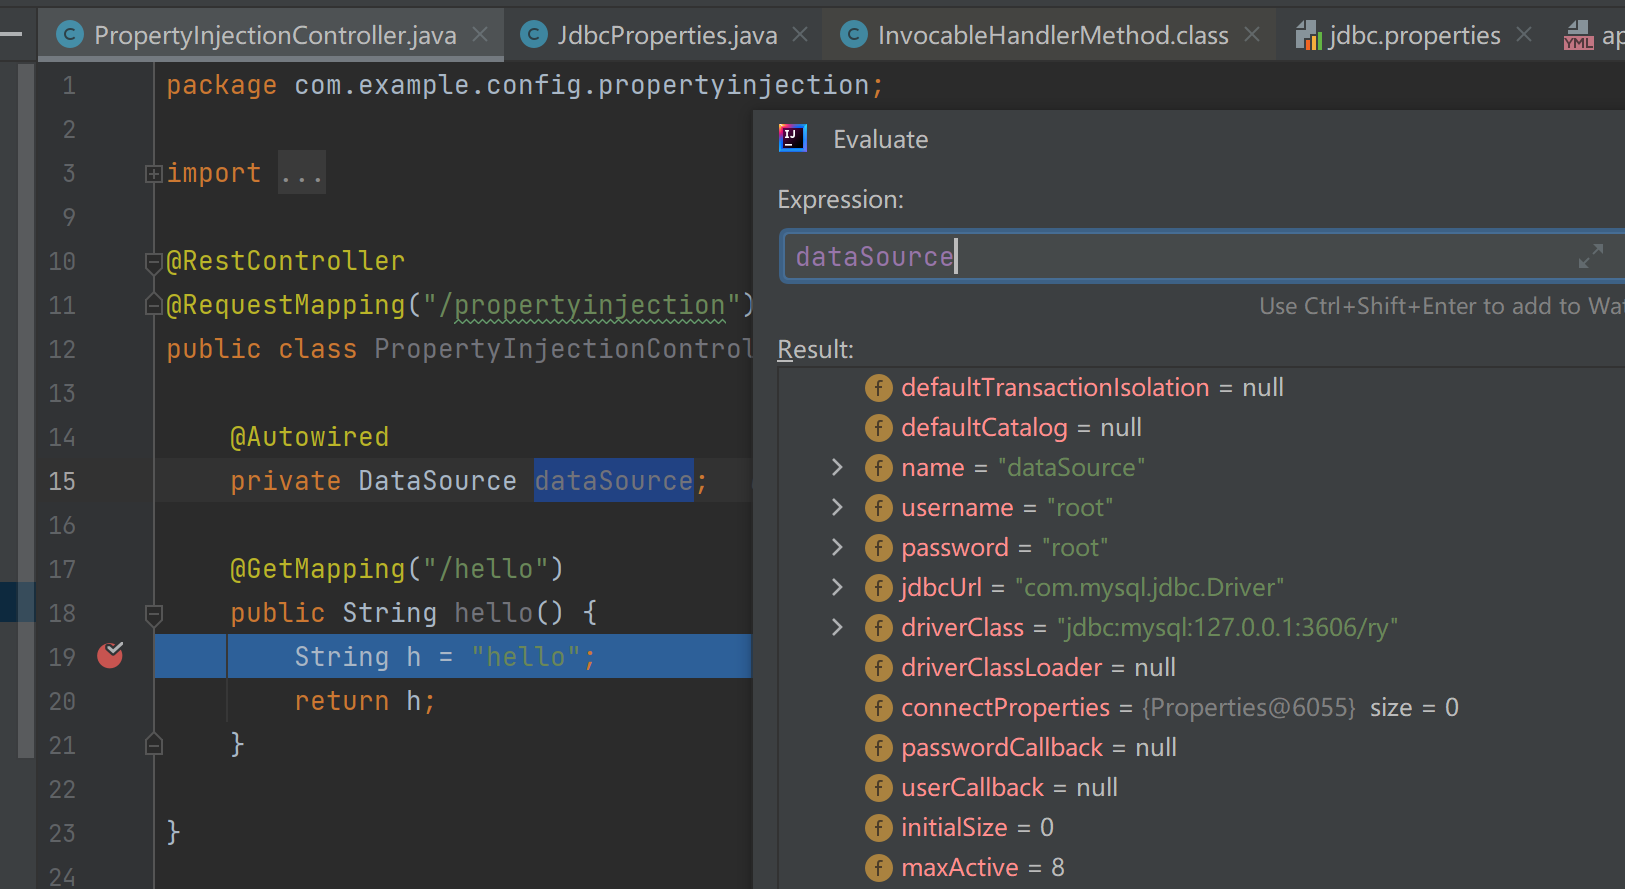 PropertyInjectionController.java JdbcProperties.java InvocableHandlerMethod.class jdbc.properties ap
1 package com.example.config.propertyinjection;
2
3 import ...
9
10 @RestController
11 @RequestMapping("/propertyinjection")
12 public class PropertyInjectionControl
13
14 @Autowired
15 private DataSource dataSource;
16
17 @GetMapping("/hello")
18 public String hello() {
19 String h = "hello";
20 return h;
21 }
22
23 }
24
Evaluate
Expression:
dataSource
Use Ctrl+Shift+Enter to add to Wat
Result:
defaultTransactionIsolation = null
defaultCatalog = null
name = "dataSource"
username = "root"
password = "root"
jdbcUrl = "com.mysql.jdbc.Driver"
driverClass = "jdbc:mysql:127.0.0.1:3606/ry"
driverClassLoader = null
connectProperties = {Properties@6055} size = 0
passwordCallback = null
userCallback = null
initialSize = 0
maxActive = 8